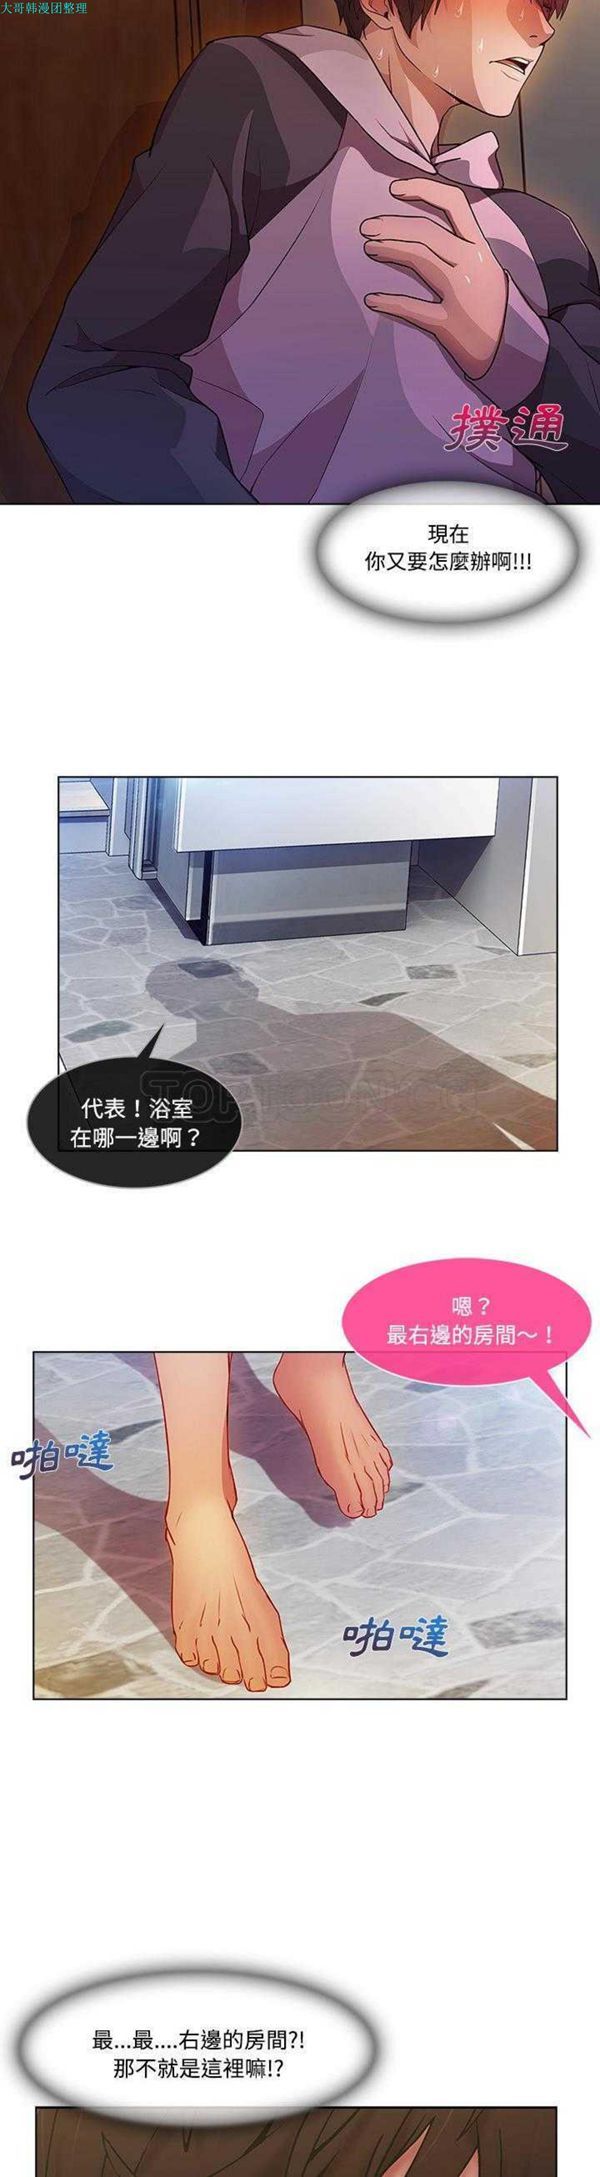 大哥韩漫团整理
撲通
現在
你又要怎麼辦啊!!!
代表！浴室
在哪一邊啊？
嗯？
最右邊的房間～！
啪噠
啪噠
最...最....右邊的房間?!
那不就是這裡嘛!?